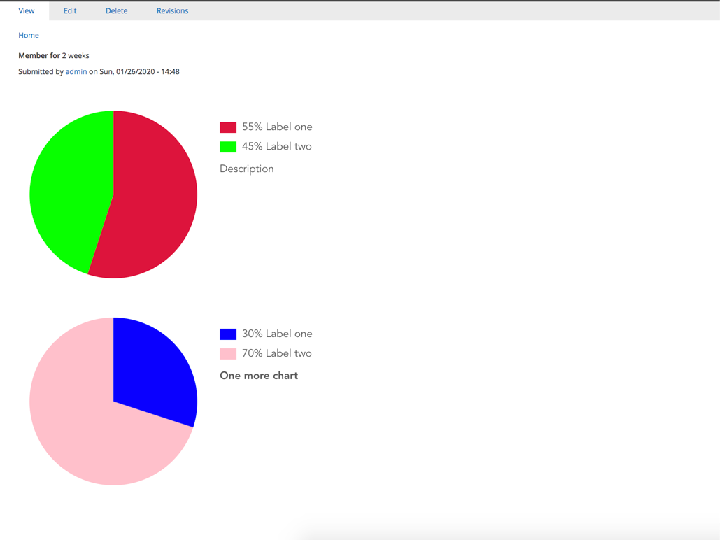 View Edit Delete Revisions
Home
Member for 2 weeks
Submitted by admin on Sun, 01/26/2020 - 14:48
55% Label one
45% Label two
Description
30% Label one
70% Label two
One more chart